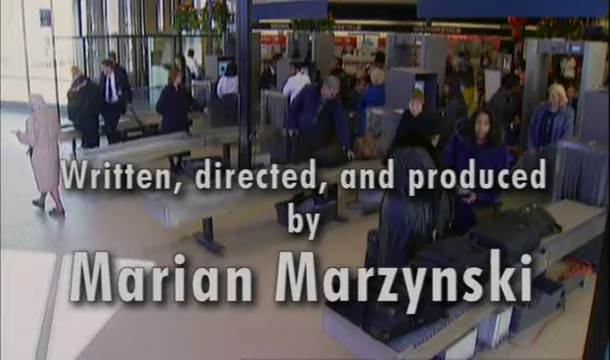 Written, directed, and produced
by
Marian Marzynski